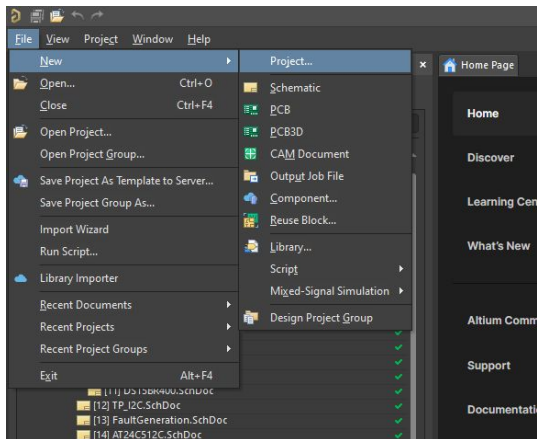 File View Project Window Help
New
Open... Ctrl+O
Close Ctrl+F4
Open Project...
Open Project Group...
Save Project As Template to Server...
Save Project Group As...
Import Wizard
Run Script...
Library Importer
Recent Documents
Recent Projects
Recent Project Groups
Exit Alt+F4
Project...
Schematic
PCB
PCB3D
CAM Document
Output Job File
Component...
Reuse Block...
Library...
Script
Mixed-Signal Simulation
Design Project Group
[12] TP_I2C.SchDoc
[13] FaultGeneration.SchDoc
[14] AT24C512C.SchDoc
Home Page
Home
Discover
Learning Cen
What's New
Altium Comm
Support
Documentati